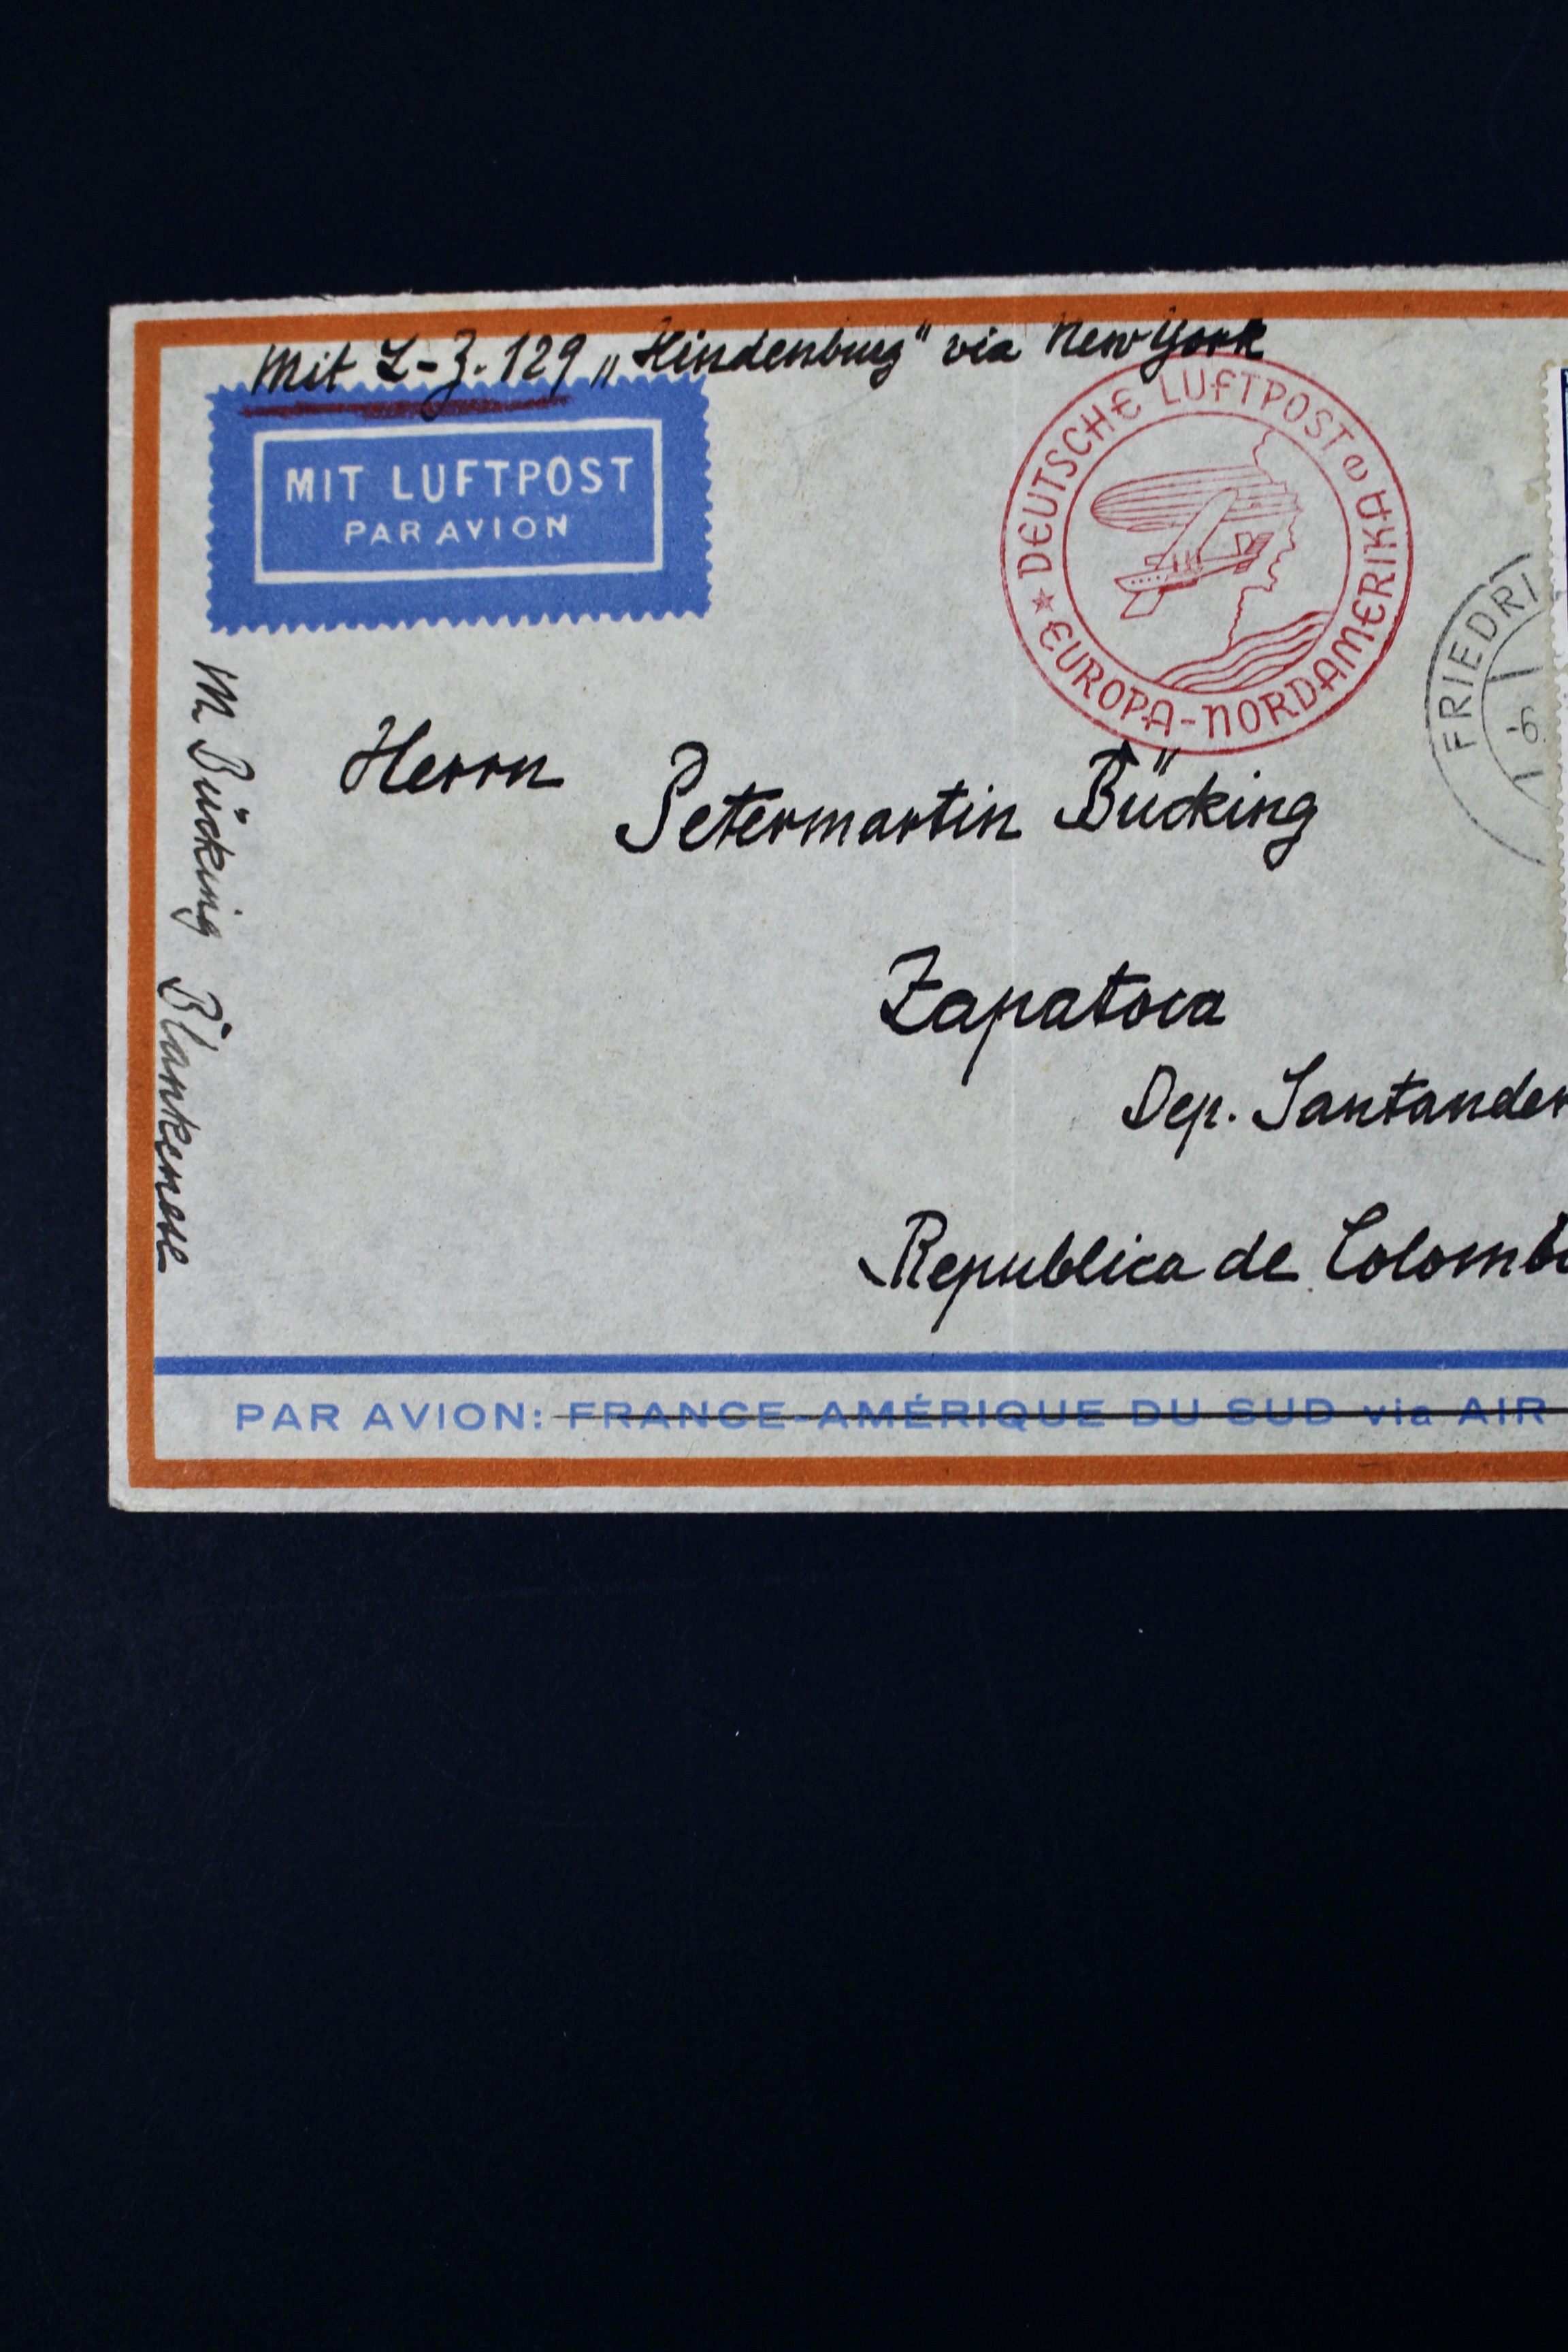 Mit L-Z. 129 „Hindenburg" via New York
MIT LUFTPOST
PAR AVION
DEUTSCHE LUFTPOST e
EUROPA-NORDAMERIKA
FRIEDRI
-6.
Herrn
Petermartin Bücking
Zapatoca
Dep. Santander
Republica de Colombi
M Bücking Blankenese
PAR AVION: FRANCE-AMÉRIQUE DU SUD via AIR